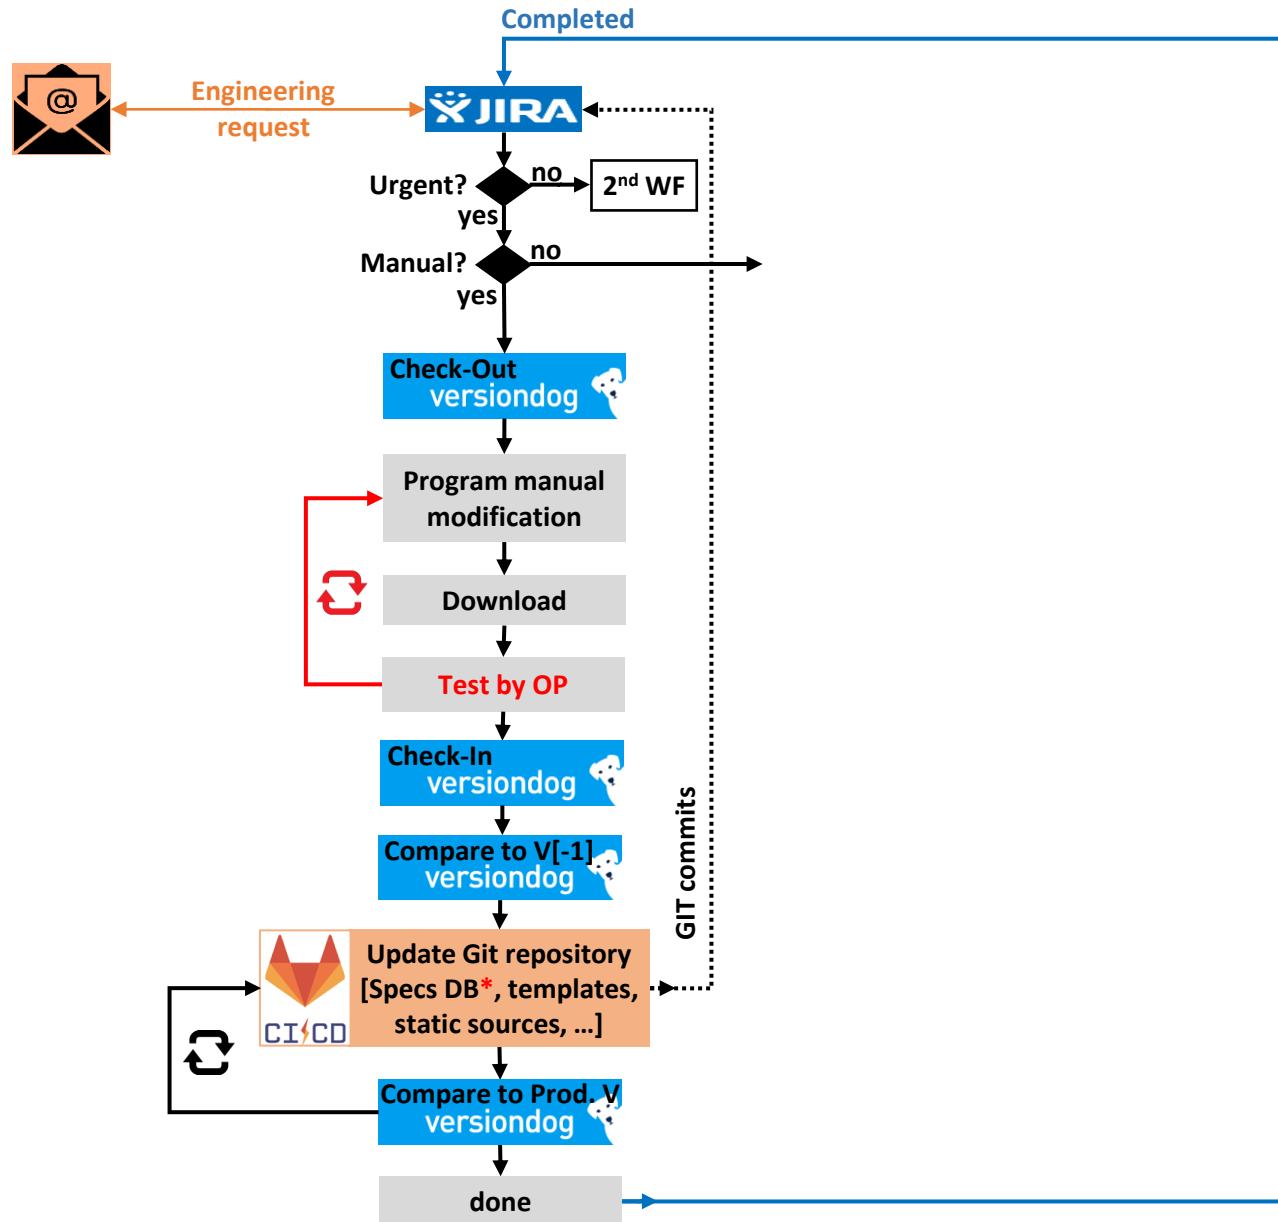 Completed
@
Engineering
request
JIRA
Urgent?
no
2nd WF
yes
Manual?
no
yes
Check-Out
versiondog
Program manual
modification
Download
Test by OP
Check-In
versiondog
Compare to V[-1]
versiondog
GIT commits
Update Git repository
[Specs DB*, templates,
static sources, ...]
CI CD
Compare to Prod. V
versiondog
done